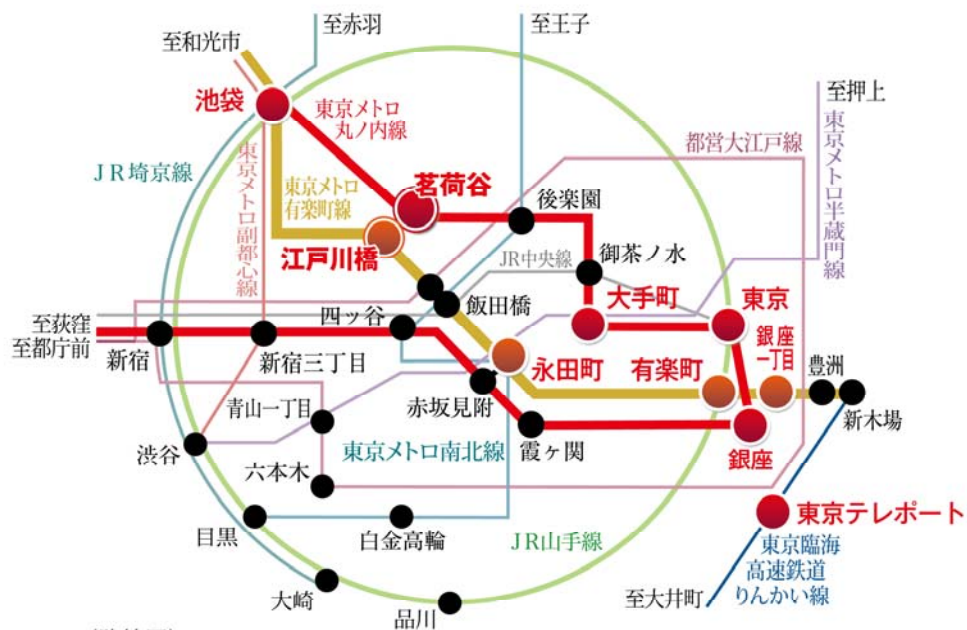 至赤羽
至王子
至和光市
池袋
東京メトロ
丸ノ内線
至押上
都営大江戸線
東京メトロ半蔵門線
JR埼京線
東京メトロ副都心線
東京メトロ
有楽町線
茗荷谷
後楽園
江戸川橋
JR中央線
御茶ノ水
大手町
東京
飯田橋
四ッ谷
銀座
一丁目
至荻窪
至都庁前
新宿
新宿三丁目
永田町
有楽町
豊洲
赤坂見附
新木場
青山一丁目
渋谷
東京メトロ南北線
霞ヶ関
銀座
六本木
東京テレポート
目黒
白金高輪
JR山手線
東京臨海
高速鉄道
りんかい線
大崎
至大井町
品川